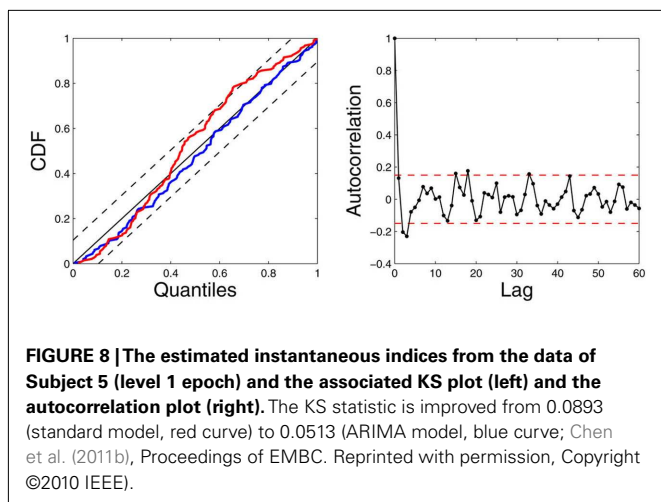 1
0.8
0.6
0.4
0.2
0
CDF
0
0.2
0.4
0.6
0.8
1
Quantiles
1
0.8
0.6
0.4
0.2
0
−0.2
−0.4
Autocorrelation
0
10
20
30
40
50
60
Lag
FIGURE 8 | The estimated instantaneous indices from the data of
Subject 5 (level 1 epoch) and the associated KS plot (left) and the
autocorrelation plot (right). The KS statistic is improved from 0.0893
(standard model, red curve) to 0.0513 (ARIMA model, blue curve; Chen
et al. (2011b), Proceedings of EMBC. Reprinted with permission, Copyright
©2010 IEEE).